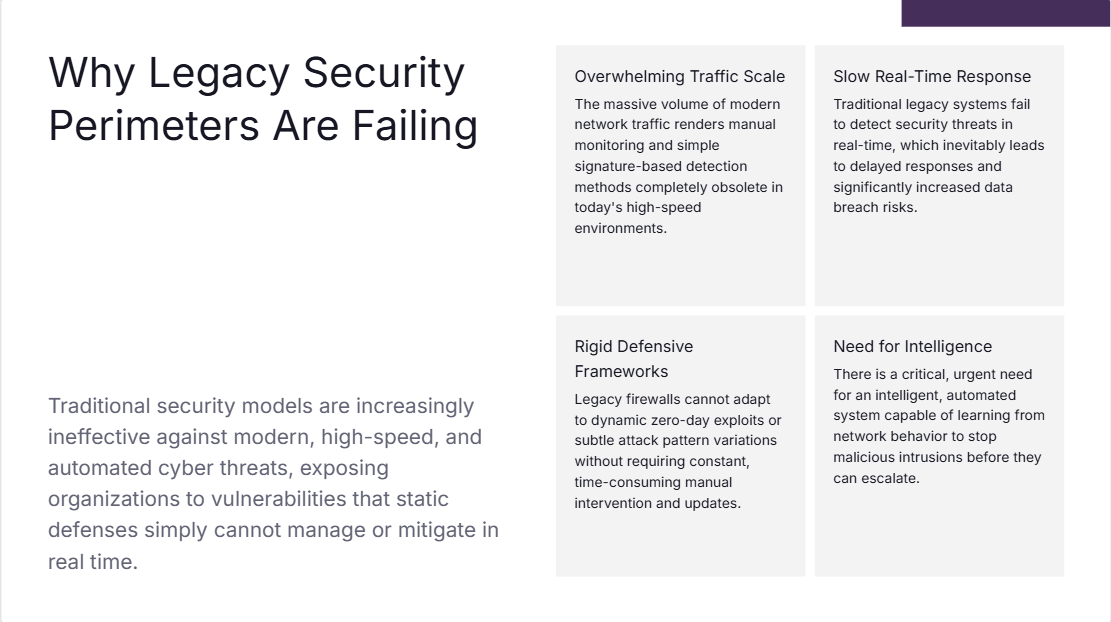 Why Legacy Security
Perimeters Are Failing
Traditional security models are increasingly
ineffective against modern, high-speed, and
automated cyber threats, exposing
organizations to vulnerabilities that static
defenses simply cannot manage or mitigate in
real time.
Overwhelming Traffic Scale
The massive volume of modern
network traffic renders manual
monitoring and simple
signature-based detection
methods completely obsolete in
today's high-speed
environments.
Slow Real-Time Response
Traditional legacy systems fail
to detect security threats in
real-time, which inevitably leads
to delayed responses and
significantly increased data
breach risks.
Rigid Defensive
Frameworks
Legacy firewalls cannot adapt
to dynamic zero-day exploits or
subtle attack pattern variations
without requiring constant,
time-consuming manual
intervention and updates.
Need for Intelligence
There is a critical, urgent need
for an intelligent, automated
system capable of learning from
network behavior to stop
malicious intrusions before they
can escalate.